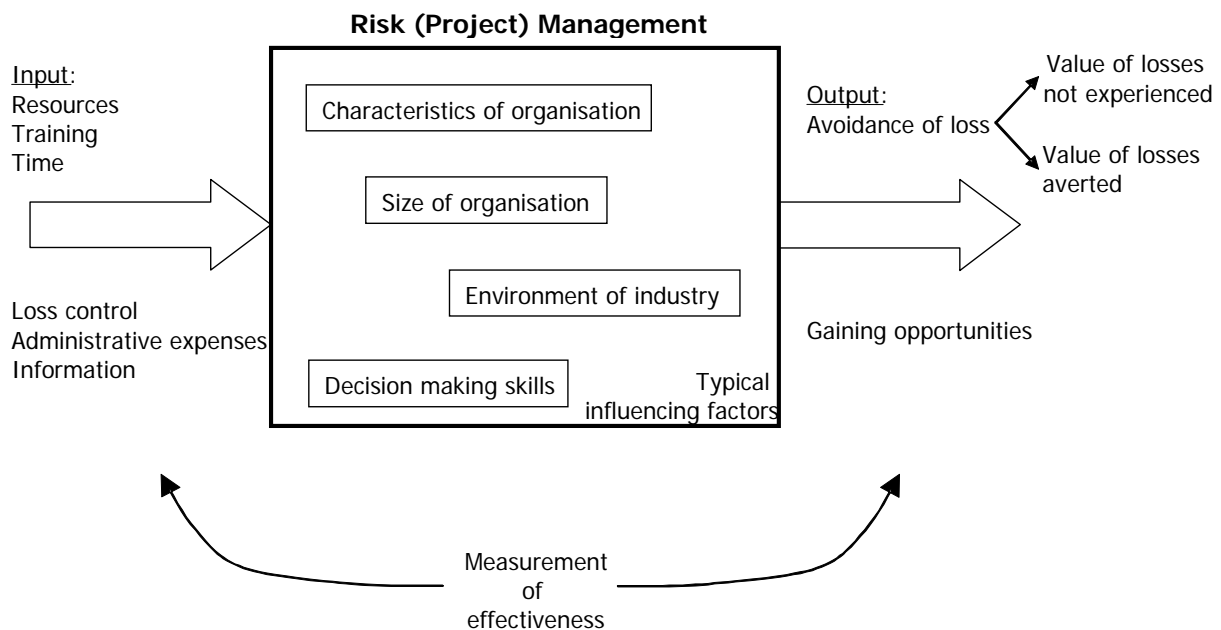 Risk (Project) Management
Input:
Resources
Training
Time
Loss control
Administrative expenses
Information
Characteristics of organisation
Size of organisation
Environment of industry
Decision making skills
Typical
influencing factors
Output:
Avoidance of loss
Value of losses
not experienced
Value of losses
averted
Gaining opportunities
Measurement
of
effectiveness